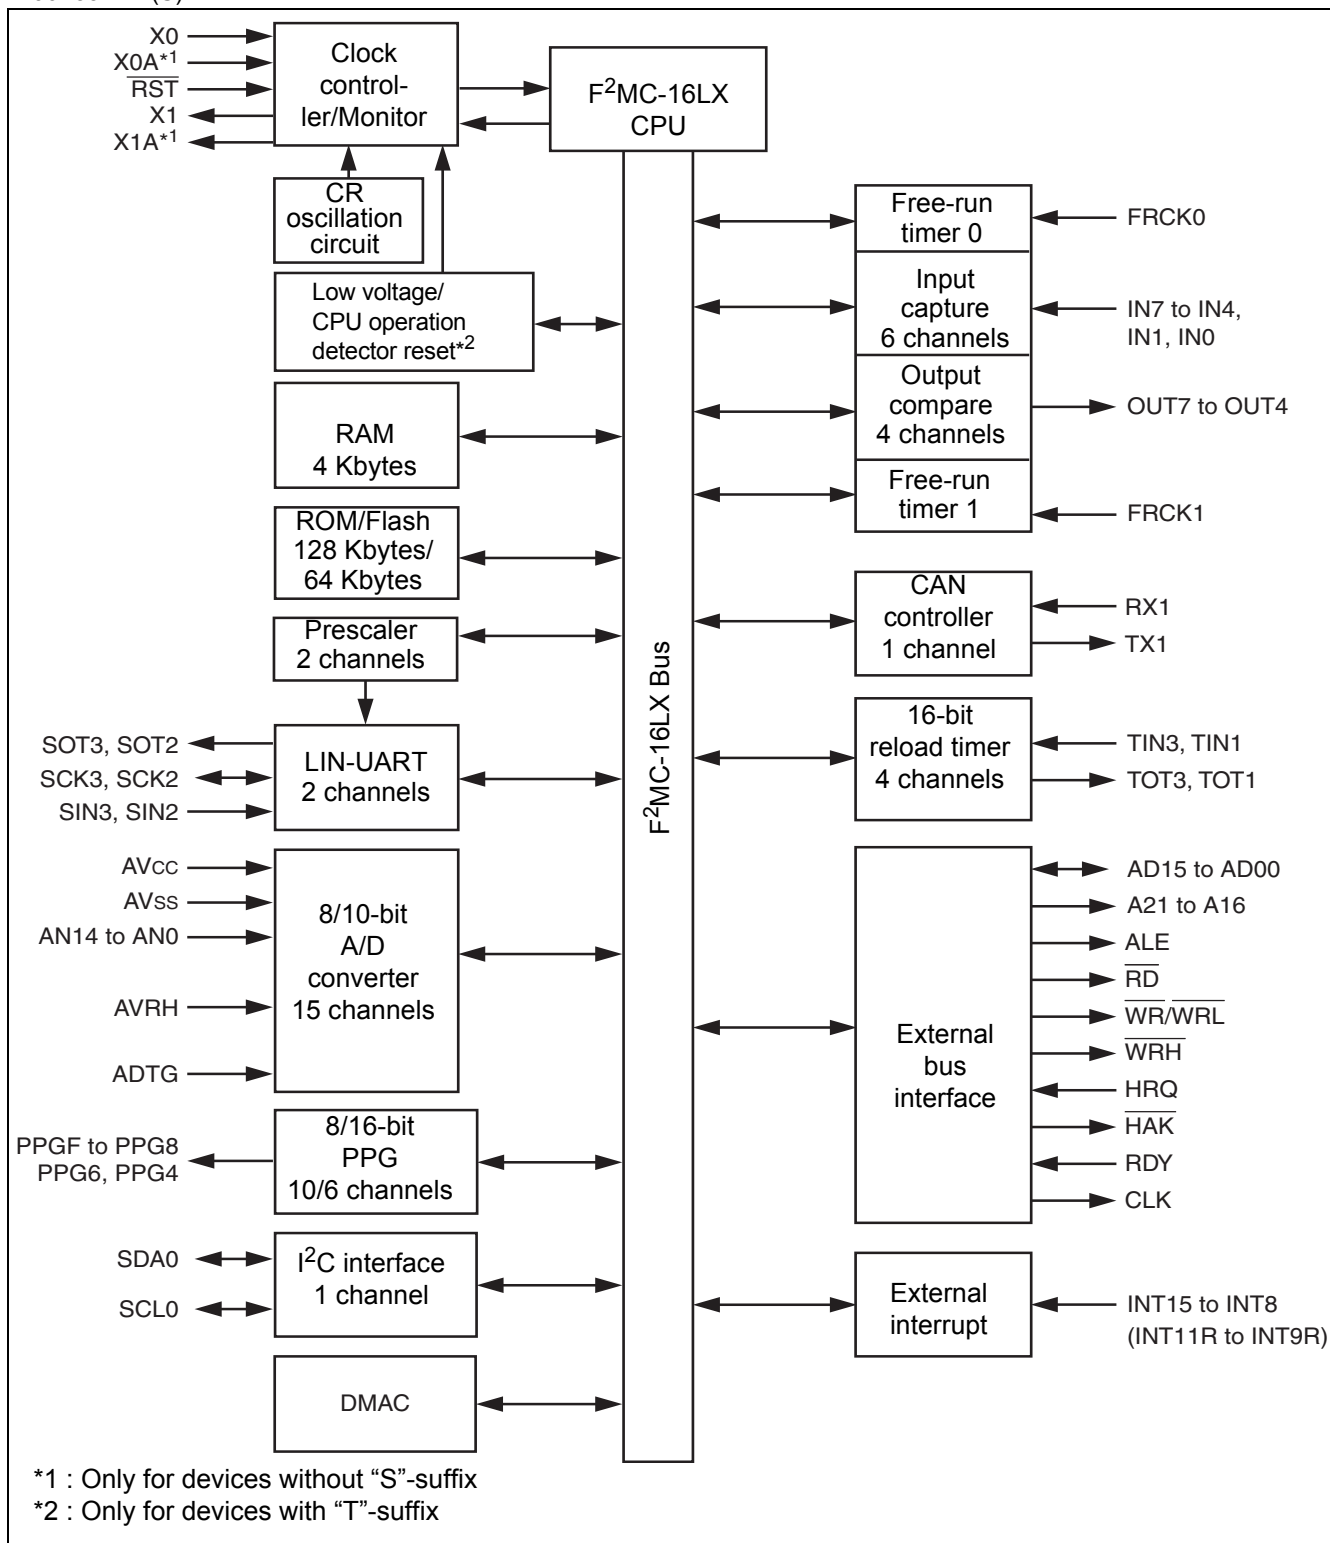 X0
X0A*1
RST
X1
X1A*1
Clock
control-
ler/Monitor
F2MC-16LX
CPU
CR
oscillation
circuit
Low voltage/
CPU operation
detector reset*2
RAM
4 Kbytes
ROM/Flash
128 Kbytes/
64 Kbytes
Prescaler
2 channels
SOT3, SOT2
SCK3, SCK2
SIN3, SIN2
LIN-UART
2 channels
AVCC
AVSS
AN14 to AN0
AVRH
ADTG
8/10-bit
A/D
converter
15 channels
PPGF to PPG8
PPG6, PPG4
8/16-bit
PPG
10/6 channels
SDA0
SCL0
I2C interface
1 channel
DMAC
F2MC-16LX Bus
Free-run
timer 0
FRCK0
Input
capture
6 channels
IN7 to IN4,
IN1, IN0
Output
compare
4 channels
OUT7 to OUT4
Free-run
timer 1
FRCK1
CAN
controller
1 channel
RX1
TX1
16-bit
reload timer
4 channels
TIN3, TIN1
TOT3, TOT1
External
bus
interface
AD15 to AD00
A21 to A16
ALE
RD
WR/WRL
WRH
HRQ
HAK
RDY
CLK
External
interrupt
INT15 to INT8
(INT11R to INT9R)
*1 : Only for devices without “S”-suffix
*2 : Only for devices with “T”-suffix